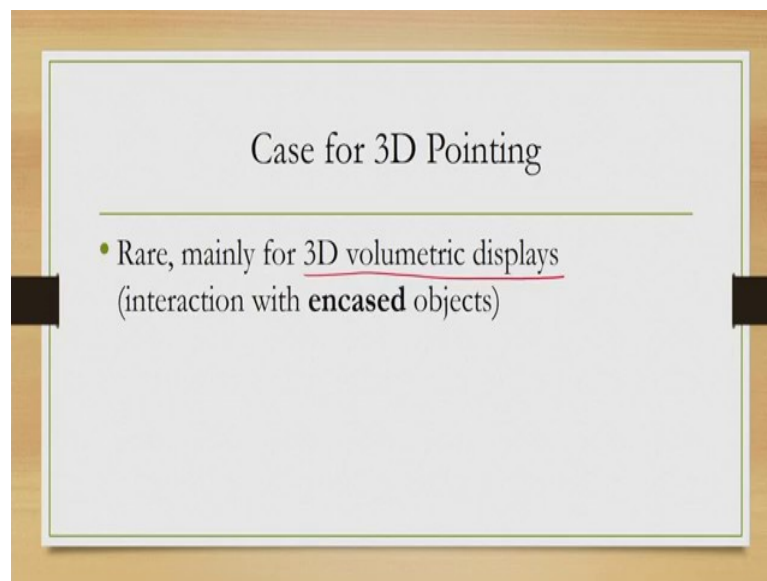 Case for 3D Pointing
• Rare, mainly for 3D volumetric displays
(interaction with encased objects)